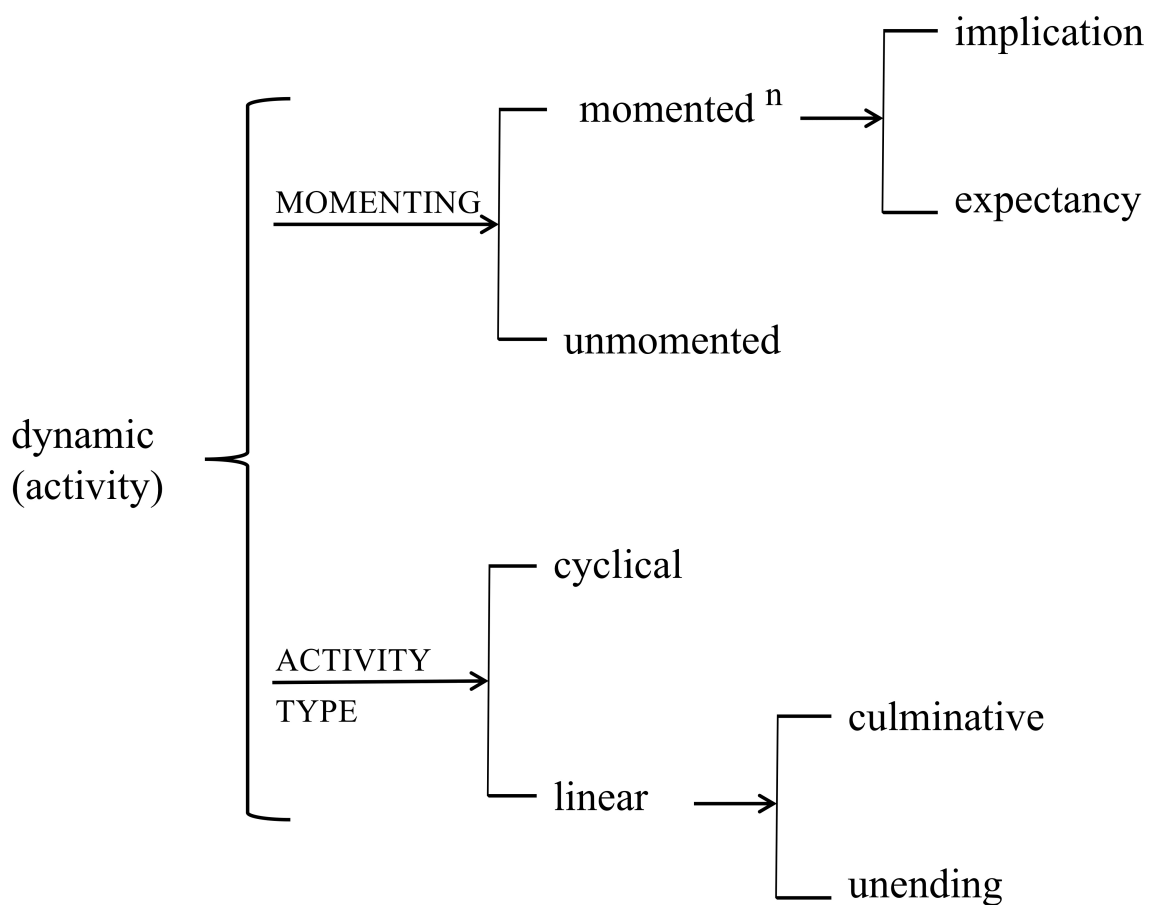 implication
momented n
expectancy
MOMENTING
unmomented
dynamic
(activity)
cyclical
ACTIVITY
TYPE
culminative
linear
unending